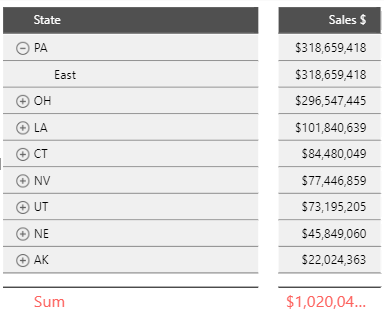 State Sales $
PA $318,659,418
East $318,659,418
OH $296,547,445
LA $101,840,639
CT $84,480,049
NV $77,446,859
UT $73,195,205
NE $45,849,060
AK $22,024,363
Sum $1,020,04...